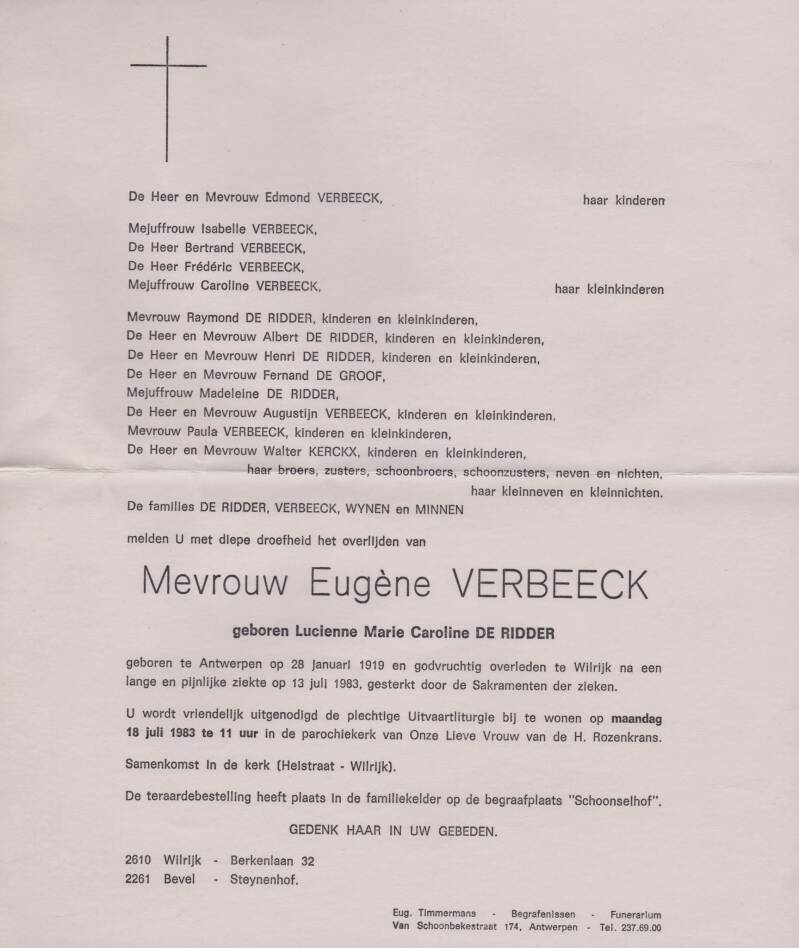 De Heer en Mevrouw Edmond VERBEECK, haar kinderen
Mejuffrouw Isabelle VERBEECK,
De Heer Bertrand VERBEECK,
De Heer Frédéric VERBEECK,
Mejuffrouw Caroline VERBEECK, haar kleinkinderen
Mevrouw Raymond DE RIDDER, kinderen en kleinkinderen,
De Heer en Mevrouw Albert DE RIDDER, kinderen en kleinkinderen,
De Heer en Mevrouw Henri DE RIDDER, kinderen en kleinkinderen,
De Heer en Mevrouw Fernand DE GROOF,
Mejuffrouw Madeleine DE RIDDER,
De Heer en Mevrouw Augustijn VERBEECK, kinderen en kleinkinderen,
Mevrouw Paula VERBEECK, kinderen en kleinkinderen,
De Heer en Mevrouw Walter KERCKX, kinderen en kleinkinderen,
haar broers, zusters, schoonbroers, schoonzusters, neven en nichten,
haar kleinneven en kleinnichten.
De families DE RIDDER, VERBEECK, WYNEN en MINNEN
melden U met diepe droefheid het overlijden van
Mevrouw Eugène VERBEECK
geboren Lucienne Marie Caroline DE RIDDER
geboren te Antwerpen op 28 januari 1919 en godvruchtig overleden te Wilrijk na een
lange en pijnlijke ziekte op 13 juli 1983, gesterkt door de Sakramenten der zieken.
U wordt vriendelijk uitgenodigd de plechtige Uitvaartliturgie bij te wonen op maandag
18 juli 1983 te 11 uur in de parochiekerk van Onze Lieve Vrouw van de H. Rozenkrans.
Samenkomst in de kerk (Heistraat - Wilrijk).
De teraardebestelling heeft plaats in de familiekelder op de begraafplaats "Schoonselhof".
GEDENK HAAR IN UW GEBEDEN.
2610 Wilrijk - Berkenlaan 32
2261 Bevel - Steynenhof.
Eug. Timmermans - Begrafenissen - Funerarium
Van Schoonbekestraat 174, Antwerpen - Tel. 237.69.00